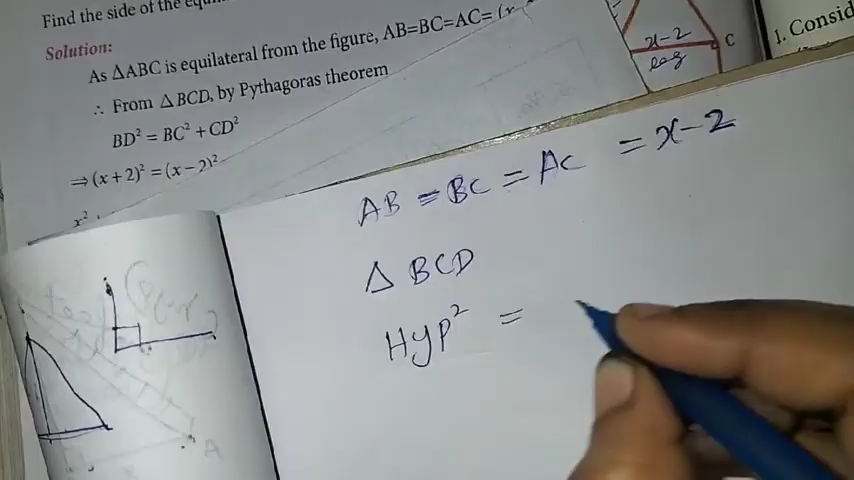 Find the side of the
Solution:
As △ABC is equilateral from the figure, AB=BC=AC=(x
∴ From △BCD, by Pythagoras theorem
BD² = BC² + CD²
⇒ (x+2)² = (x−2)²
x²
x-2
leg
C
1. Consid
AB = BC = AC = x-2
△ BCD
Hyp² =
A